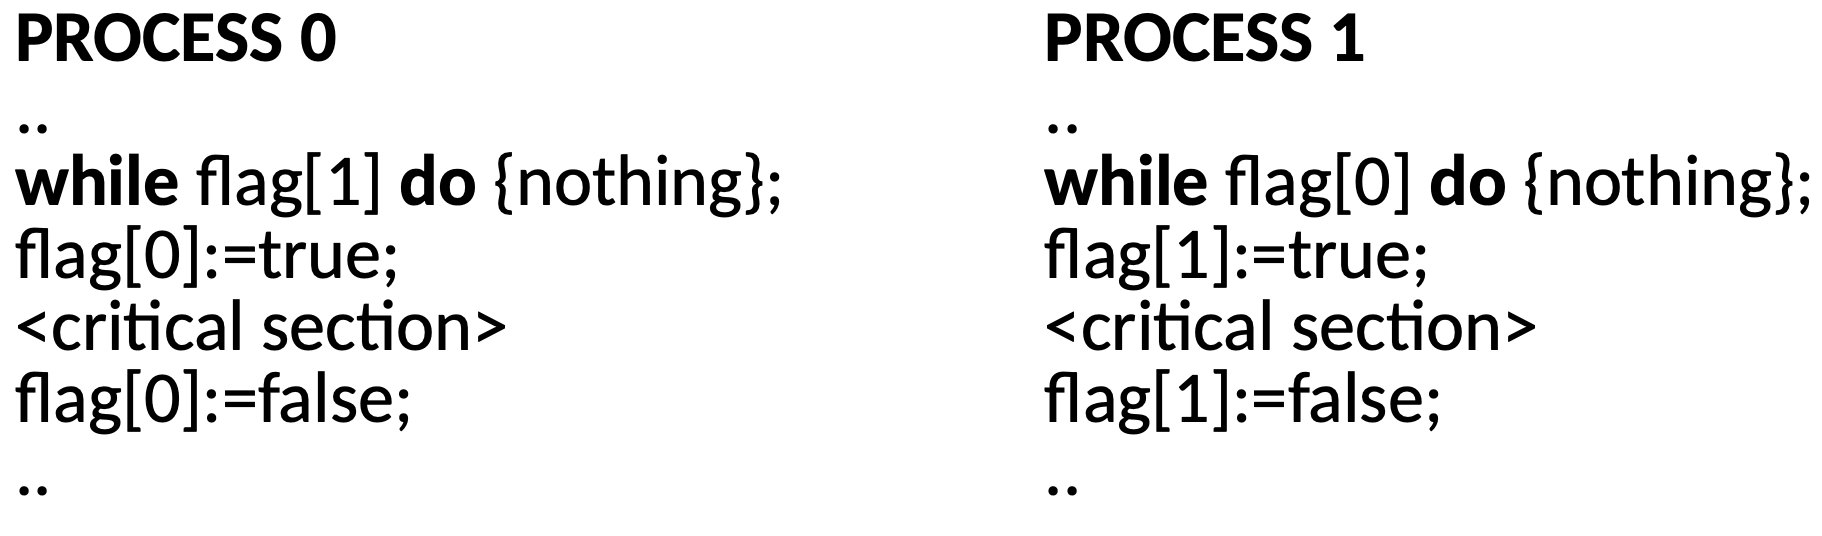 PROCESS 0
..
while flag[1] do {nothing};
flag[0]:=true;
<critical section>
flag[0]:=false;
..
PROCESS 1
..
while flag[0] do {nothing};
flag[1]:=true;
<critical section>
flag[1]:=false;
..